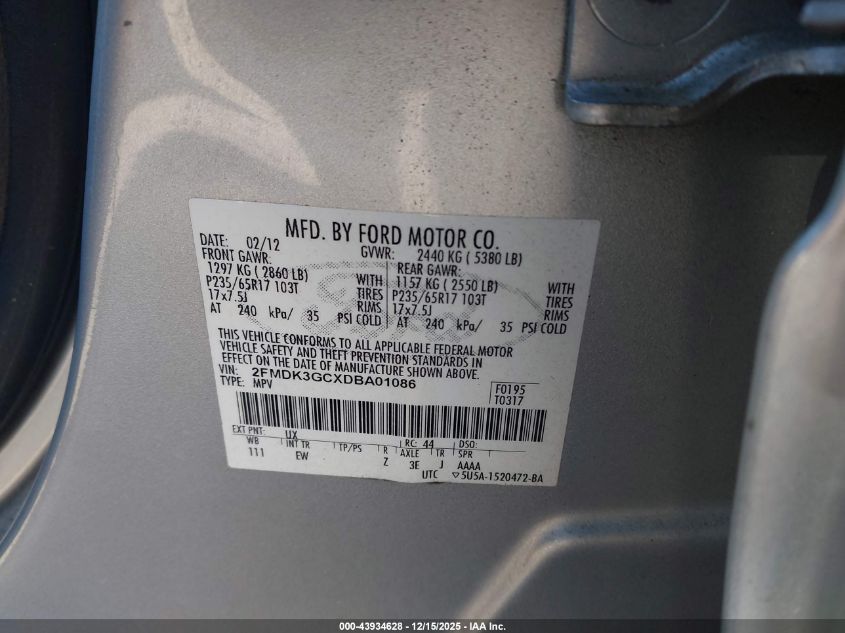 MFD. BY FORD MOTOR CO.
DATE: 02/12 GVWR: 2440 KG ( 5380 LB)
FRONT GAWR: REAR GAWR:
1297 KG ( 2860 LB) WITH 1157 KG ( 2550 LB) WITH
P235/65R17 103T TIRES P235/65R17 103T TIRES
17x7.5J RIMS 17x7.5J RIMS
AT 240 kPa/ 35 PSI COLD AT 240 kPa/ 35 PSI COLD
THIS VEHICLE CONFORMS TO ALL APPLICABLE FEDERAL MOTOR
VEHICLE SAFETY AND THEFT PREVENTION STANDARDS IN
EFFECT ON THE DATE OF MANUFACTURE SHOWN ABOVE.
VIN: 2FMDK3GCXDBA01086 F0195
TYPE: MPV T0317
EXT PNT: UX RC: 44 DSO:
WB INT TR TP/PS R AXLE TR SPR
111 EW Z 3E J AAAA
UTC ▽5U5A-1520472-BA
000-43934628 - 12/15/2025 - IAA Inc.